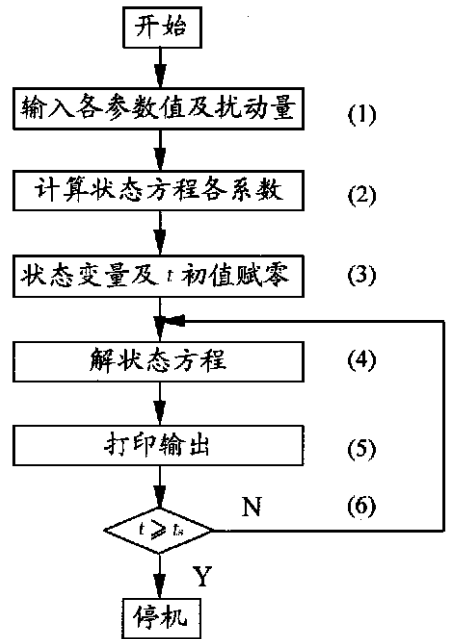 开始
输入各参数值及扰动量 (1)
计算状态方程各系数 (2)
状态变量及 t 初值赋零 (3)
解状态方程 (4)
打印输出 (5)
N (6)
t ⩾ tₛ
Y
停机